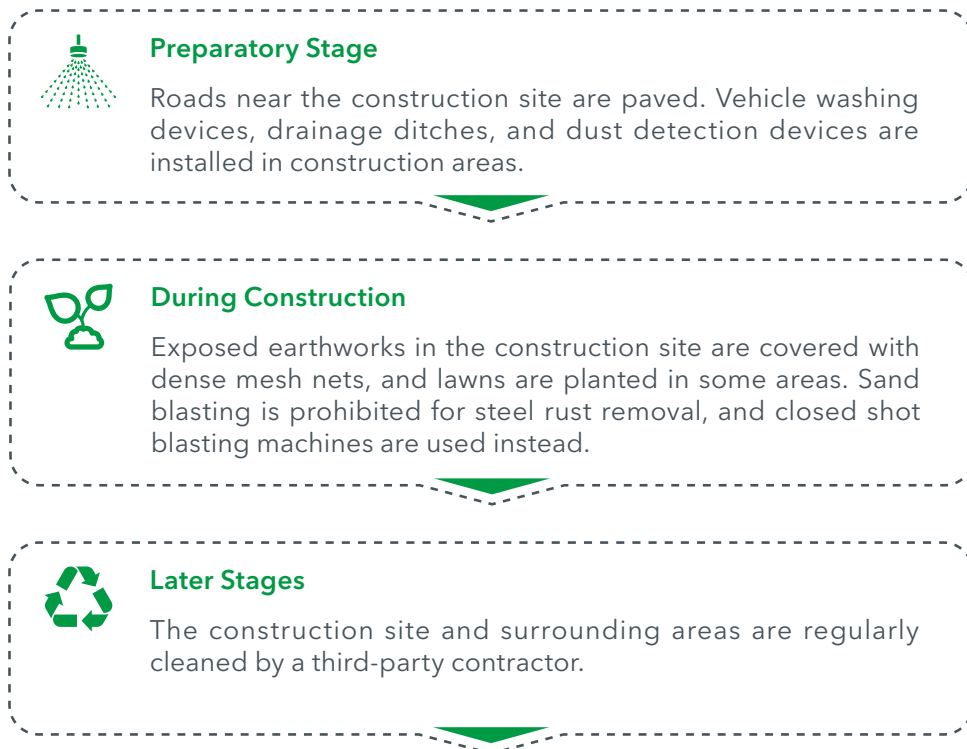 Preparatory Stage
Roads near the construction site are paved. Vehicle washing
devices, drainage ditches, and dust detection devices are
installed in construction areas.
During Construction
Exposed earthworks in the construction site are covered with
dense mesh nets, and lawns are planted in some areas. Sand
blasting is prohibited for steel rust removal, and closed shot
blasting machines are used instead.
Later Stages
The construction site and surrounding areas are regularly
cleaned by a third-party contractor.